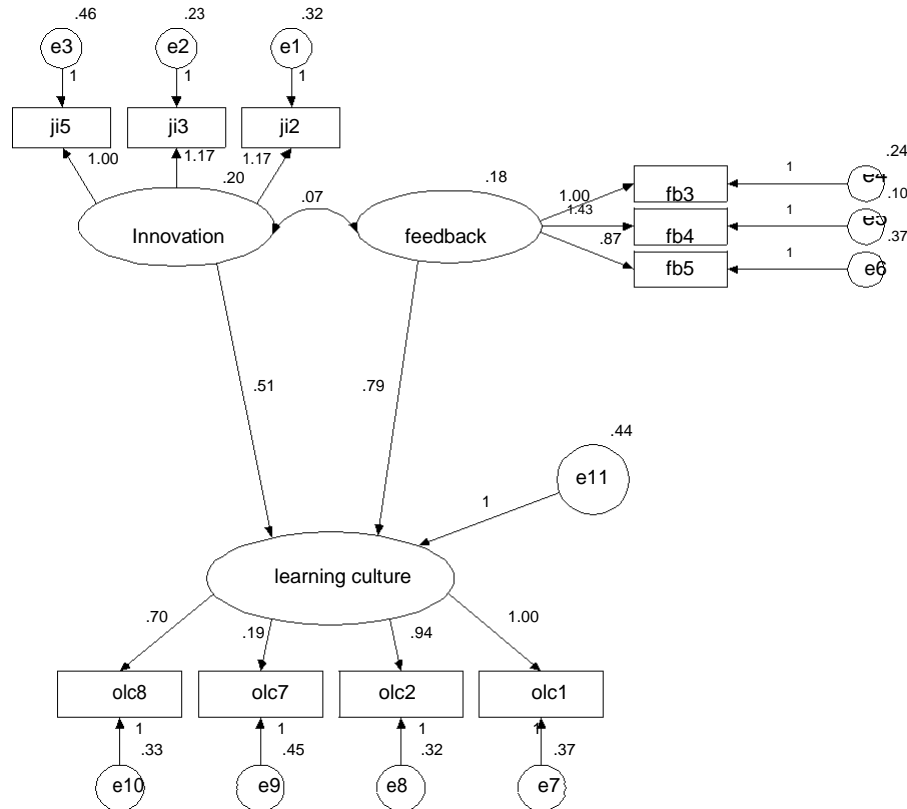 .46 .23 .32
e3 e2 e1
1 1 1
ji5 ji3 ji2
1.00 1.17 1.17
.20 .18
.07
Innovation feedback
1.00
1.43
.87
fb3
fb4
fb5
1
1
1
.24
.10
.37
e6
.51 .79
.44
e11
1
learning culture
.70 .19 .94 1.00
olc8 olc7 olc2 olc1
1 1 1 1
.33 .45 .32 .37
e10 e9 e8 e7